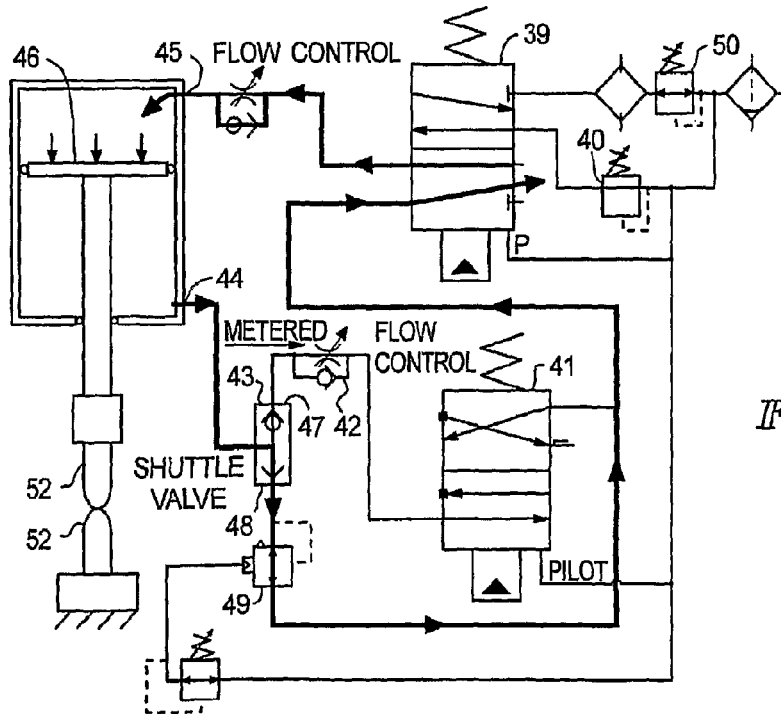 46
45
FLOW CONTROL
39
50
40
P
44
METERED
FLOW
CONTROL
41
43
47
42
SHUTTLE
VALVE
48
52
52
49
PILOT
IF